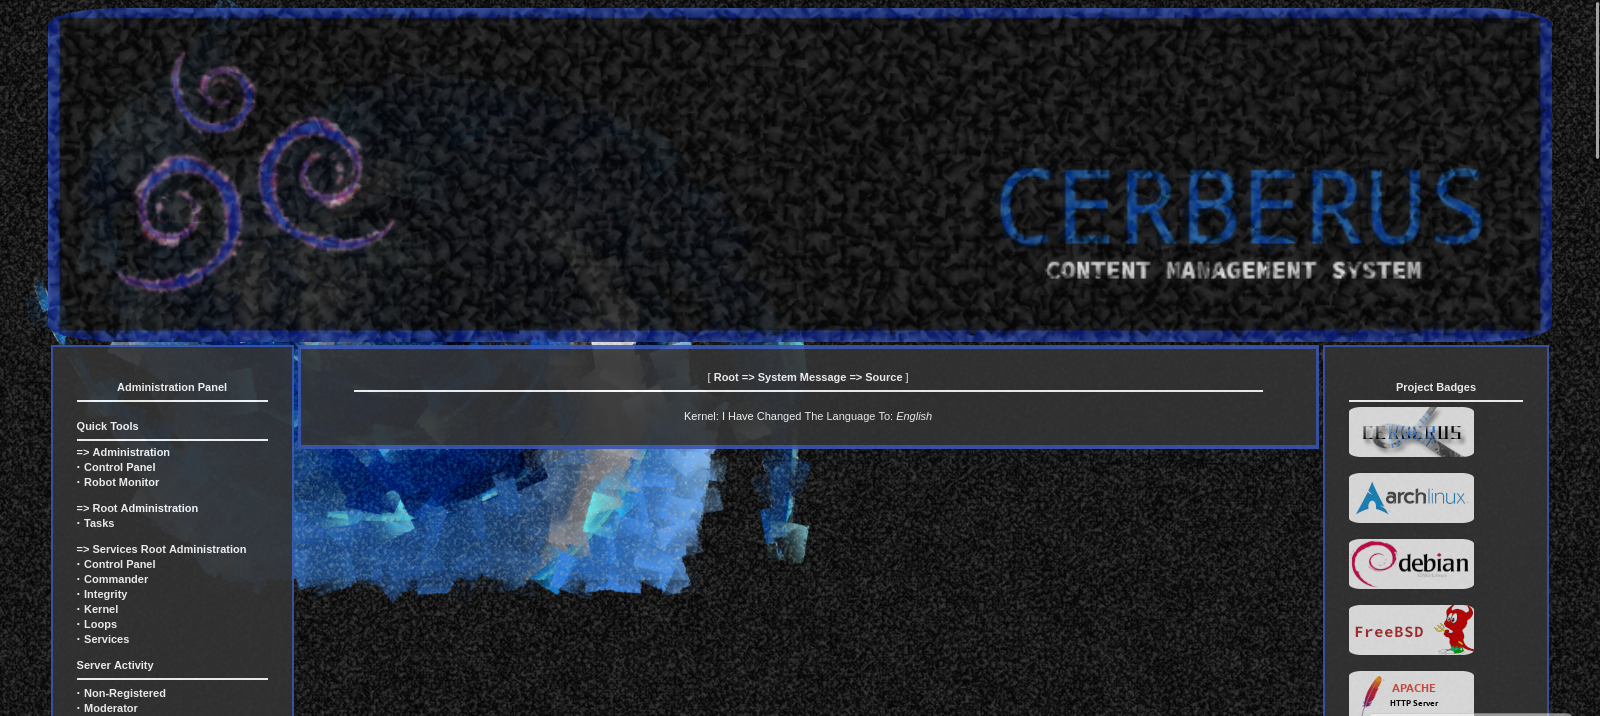 CERBERUS
CONTENT MANAGEMENT SYSTEM
Administration Panel
Quick Tools
=> Administration
· Control Panel
· Robot Monitor
=> Root Administration
· Tasks
=> Services Root Administration
· Control Panel
· Commander
· Integrity
· Kernel
· Loops
· Services
Server Activity
· Non-Registered
· Moderator
[ Root => System Message => Source ]
Kernel: I Have Changed The Language To: English
Project Badges
CERBERUS
archlinux
debian
FreeBSD
APACHE
HTTP Server